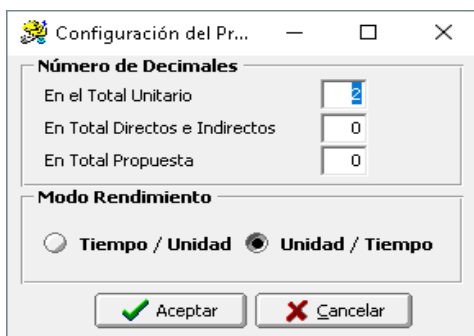 Configuración del Pr...
Número de Decimales
En el Total Unitario 2
En Total Directos e Indirectos 0
En Total Propuesta 0
Modo Rendimiento
Tiempo / Unidad Unidad / Tiempo
Aceptar Cancelar